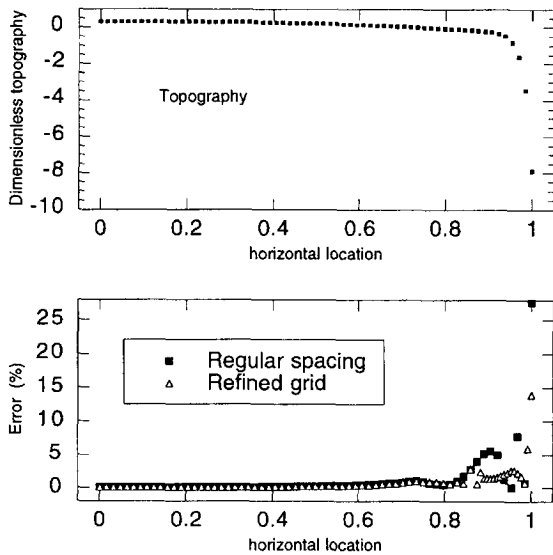 Dimensionless topography
0
-2
-4
-6
-8
-10
Topography
0 0.2 0.4 0.6 0.8 1
horizontal location
Error (%)
25
20
15
10
5
0
Regular spacing
Refined grid
0 0.2 0.4 0.6 0.8 1
horizontal location